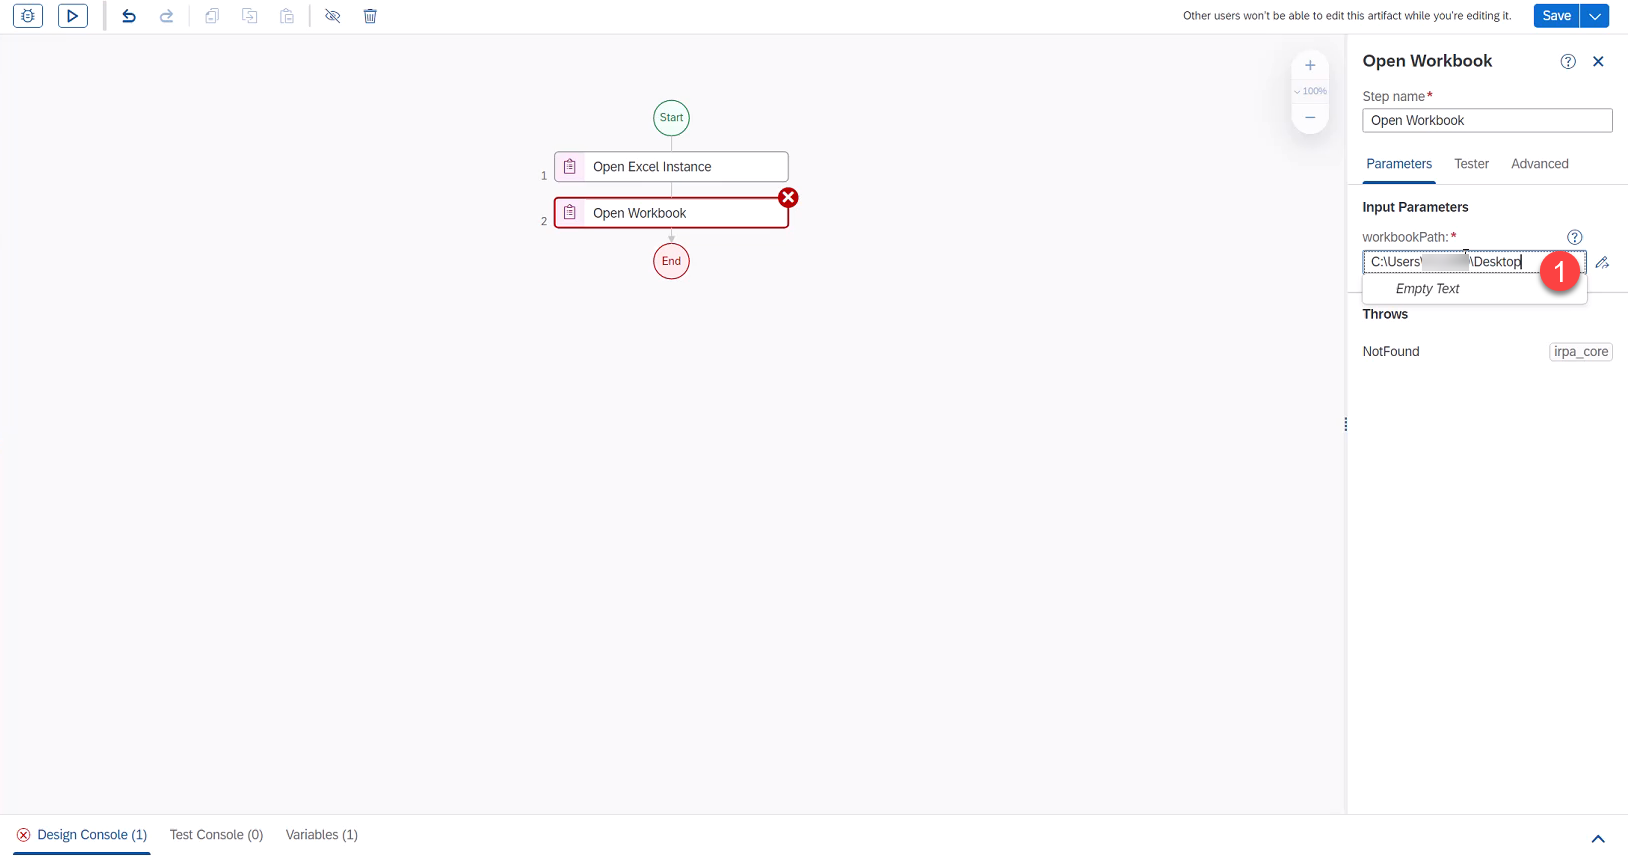 Other users won't be able to edit this artifact while you're editing it.
Save
100%
Start
1
Open Excel Instance
2
Open Workbook
End
Open Workbook
Step name*
Open Workbook
Parameters
Tester
Advanced
Input Parameters
workbookPath:*
C:\Users\ \Desktop
1
Empty Text
Throws
NotFound
irpa_core
Design Console (1)
Test Console (0)
Variables (1)